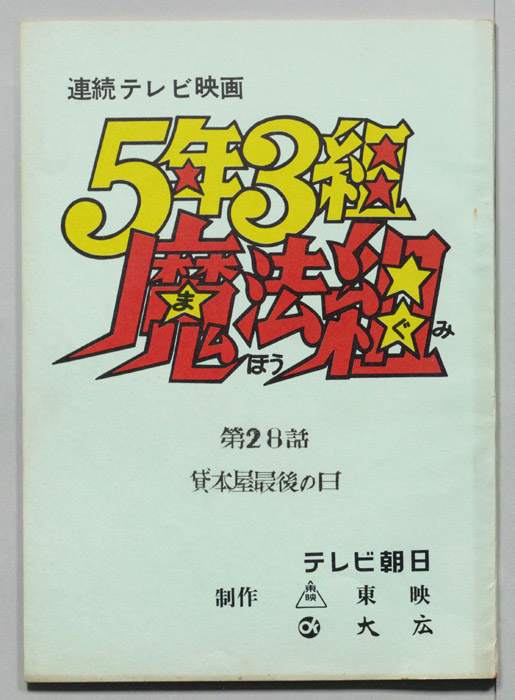 連続テレビ映画
5年3組
魔法組
まほうぐみ
第28話
貸本屋最後の日
テレビ朝日
制作 東映 東映
大広